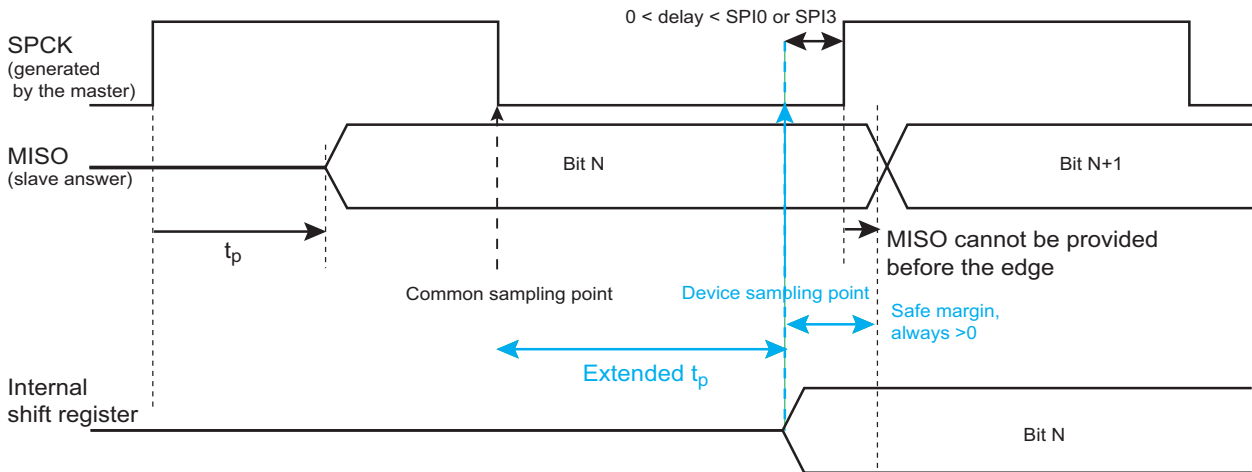 0 < delay < SPI0 or SPI3
SPCK
(generated
by the master)
MISO
(slave answer)
Bit N
Bit N+1
tp
MISO cannot be provided
before the edge
Common sampling point
Device sampling point
Safe margin,
always >0
Extended tp
Internal
shift register
Bit N